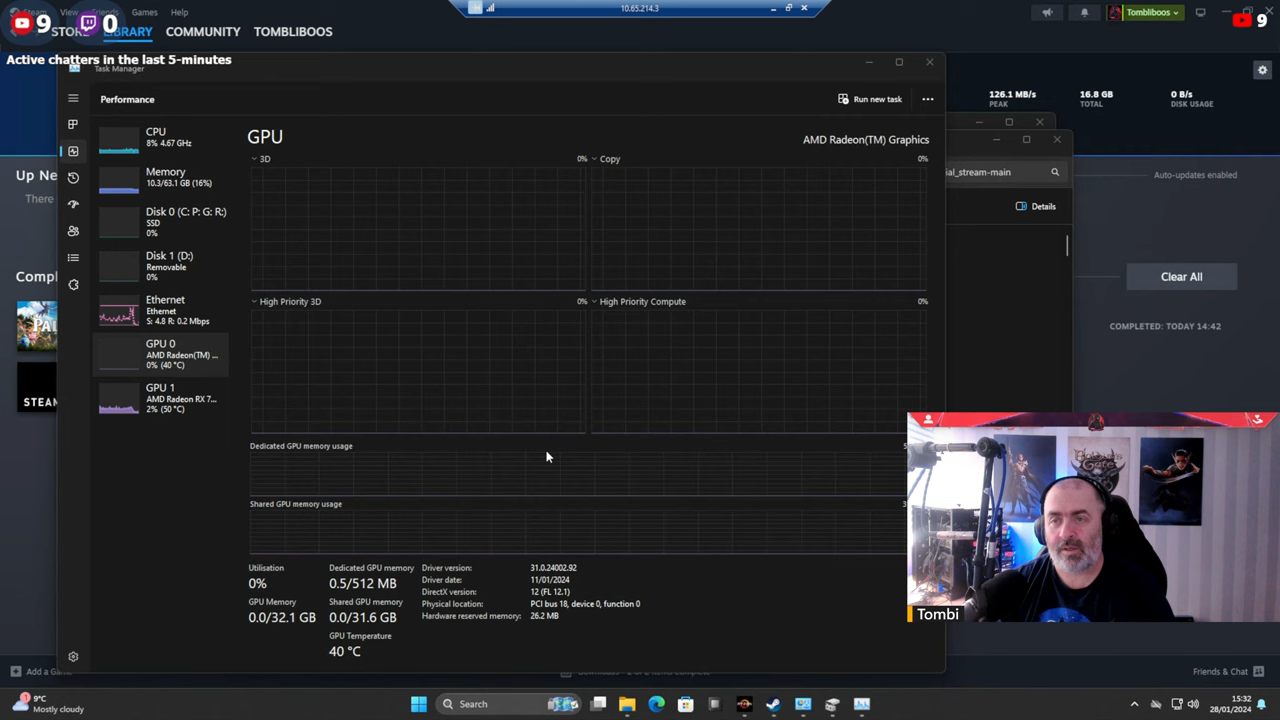 Steam View Friends Games Help
10.65.214.3
Tombliboos
9
0
STORE LIBRARY COMMUNITY TOMBLIBOOS
9
Active chatters in the last 5-minutes
Task Manager
Performance
Run new task
126.1 MB/s
PEAK
16.8 GB
TOTAL
0 B/s
DISK USAGE
CPU
8% 4.67 GHz
Memory
10.3/63.1 GB (16%)
Disk 0 (C: P: G: R:)
SSD
0%
Disk 1 (D:)
Removable
0%
Ethernet
Ethernet
S: 4.8 R: 0.2 Mbps
GPU 0
AMD Radeon(TM) ...
0% (40 °C)
GPU 1
AMD Radeon RX 7...
2% (50 °C)
GPU
AMD Radeon(TM) Graphics
3D 0%
Copy 0%
High Priority 3D 0%
High Priority Compute 0%
Dedicated GPU memory usage
Shared GPU memory usage
Utilisation
0%
Dedicated GPU memory
0.5/512 MB
GPU Memory
0.0/32.1 GB
Shared GPU memory
0.0/31.6 GB
GPU Temperature
40 °C
Driver version: 31.0.24002.92
Driver date: 11/01/2024
DirectX version: 12 (FL 12.1)
Physical location: PCI bus 18, device 0, function 0
Hardware reserved memory: 26.2 MB
ial_stream-main
Details
Up Ne
There
Auto-updates enabled
Compl
Clear All
COMPLETED: TODAY 14:42
PAL
STEAM
Tombi
Add a Game
Friends & Chat
1
9°C
Mostly cloudy
Search
15:32
28/01/2024